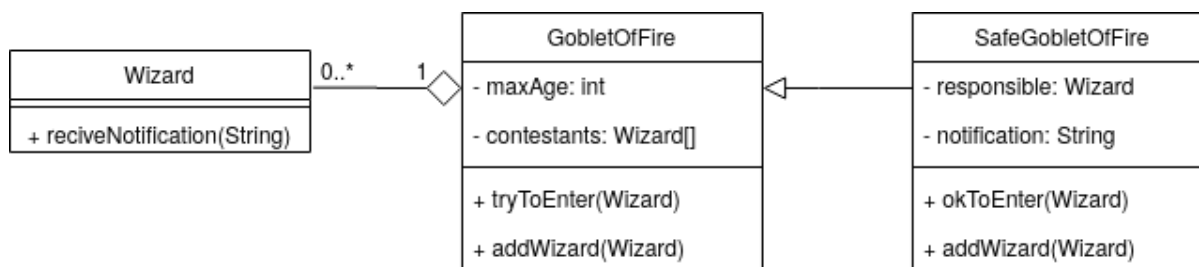 Wizard
+ reciveNotification(String)
0..*
1
GobletOfFire
- maxAge: int
- contestants: Wizard[]
+ tryToEnter(Wizard)
+ addWizard(Wizard)
SafeGobletOfFire
- responsible: Wizard
- notification: String
+ okToEnter(Wizard)
+ addWizard(Wizard)